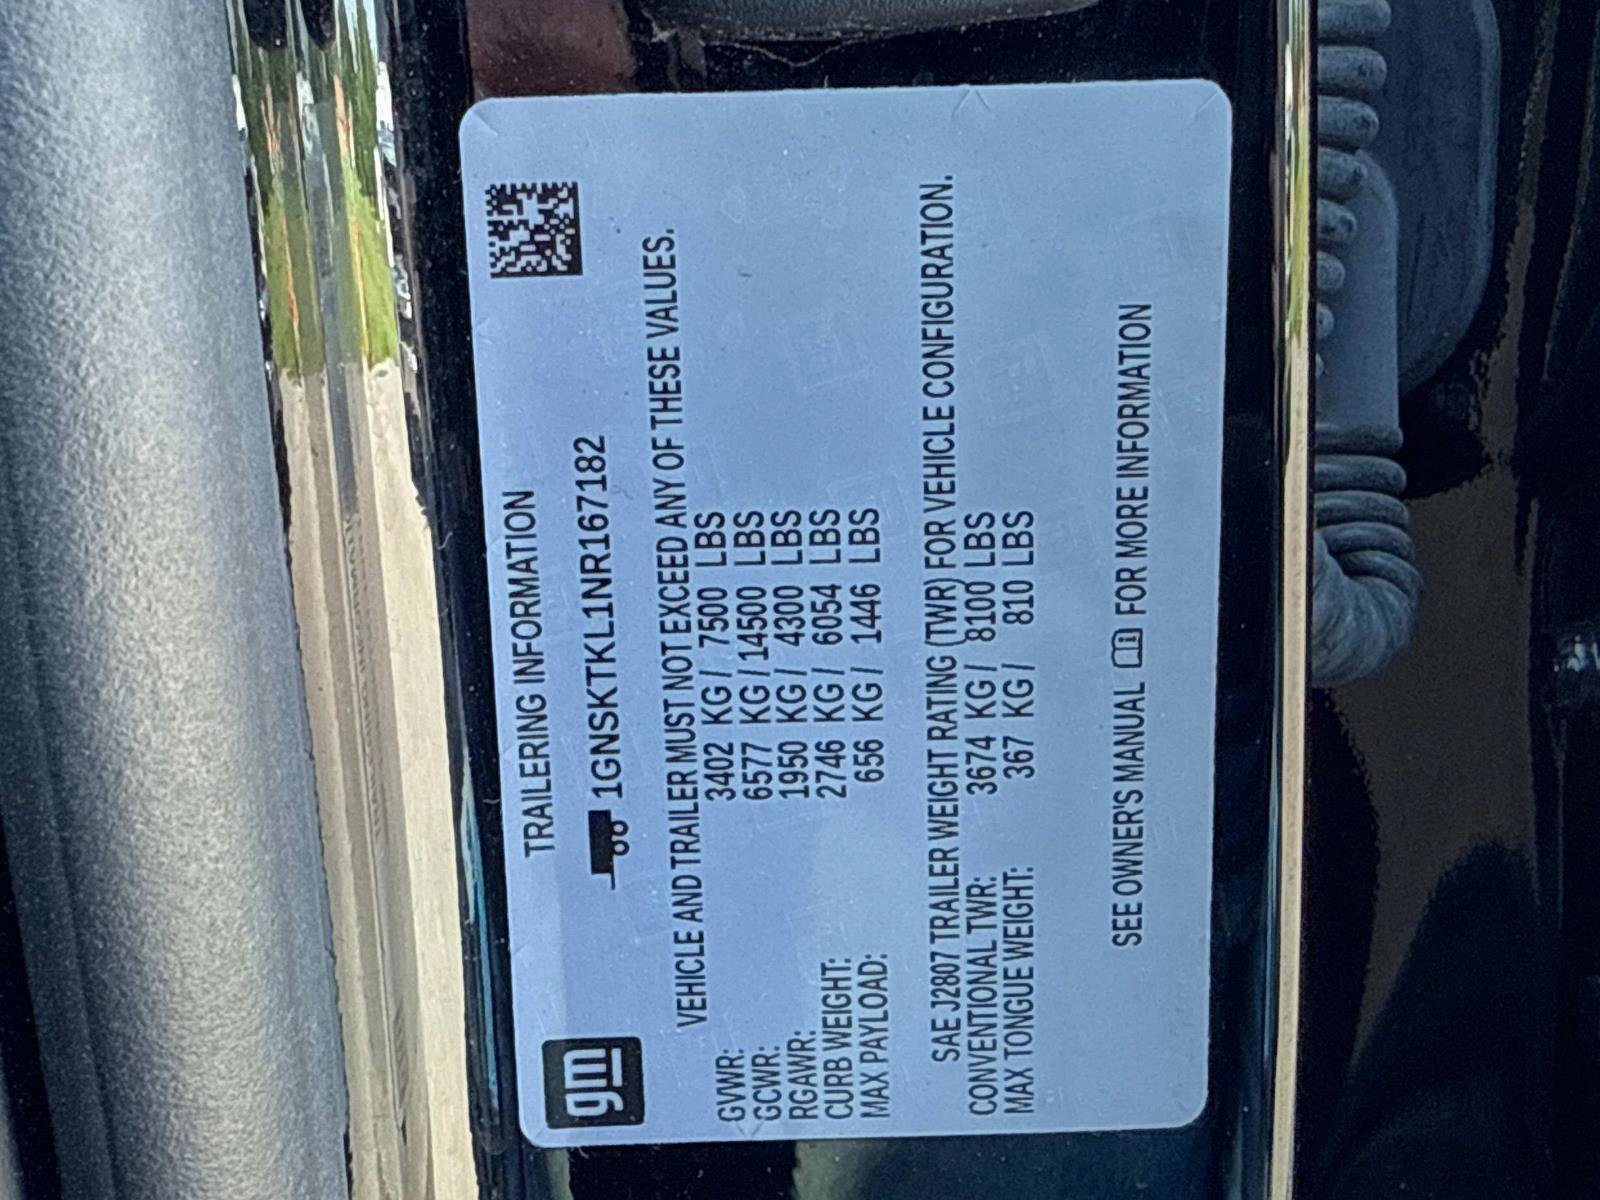 gm
TRAILERING INFORMATION
1GNSKTKL1NR167182
VEHICLE AND TRAILER MUST NOT EXCEED ANY OF THESE VALUES.
GVWR: 3402 KG / 7500 LBS
GCWR: 6577 KG / 14500 LBS
RGAWR: 1950 KG / 4300 LBS
CURB WEIGHT: 2746 KG / 6054 LBS
MAX PAYLOAD: 656 KG / 1446 LBS
SAE J2807 TRAILER WEIGHT RATING (TWR) FOR VEHICLE CONFIGURATION.
CONVENTIONAL TWR: 3674 KG / 8100 LBS
MAX TONGUE WEIGHT: 367 KG / 810 LBS
SEE OWNER'S MANUAL FOR MORE INFORMATION